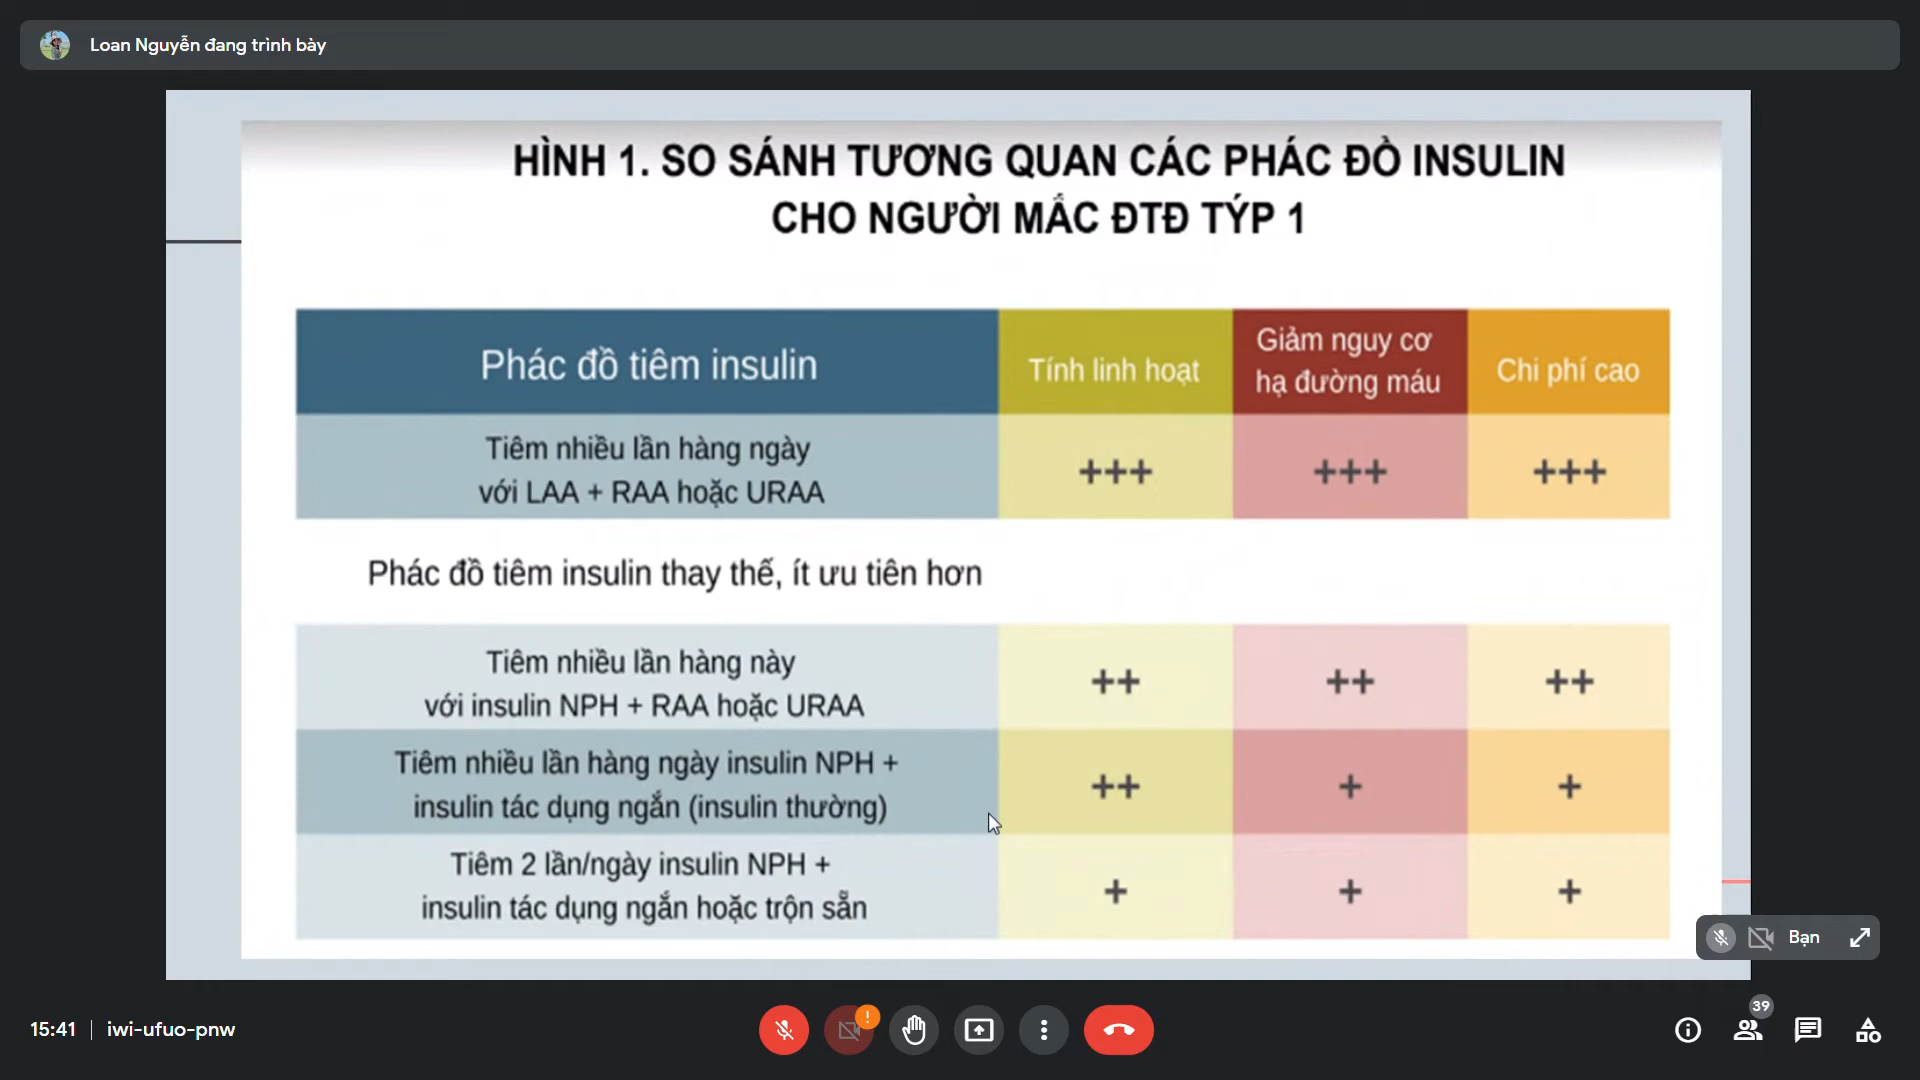 Loan Nguyễn đang trình bày
HÌNH 1. SO SÁNH TƯƠNG QUAN CÁC PHÁC ĐỒ INSULIN
CHO NGƯỜI MẮC ĐTĐ TÝP 1
Phác đồ tiêm insulin
Tính linh hoạt
Giảm nguy cơ
hạ đường máu
Chi phí cao
Tiêm nhiều lần hàng ngày
với LAA + RAA hoặc URAA
+++
+++
+++
Phác đồ tiêm insulin thay thế, ít ưu tiên hơn
Tiêm nhiều lần hàng này
với insulin NPH + RAA hoặc URAA
++
++
++
Tiêm nhiều lần hàng ngày insulin NPH +
insulin tác dụng ngắn (insulin thường)
++
+
+
Tiêm 2 lần/ngày insulin NPH +
insulin tác dụng ngắn hoặc trộn sẵn
+
+
+
Bạn
15:41 | iwi-ufuo-pnw
!
39